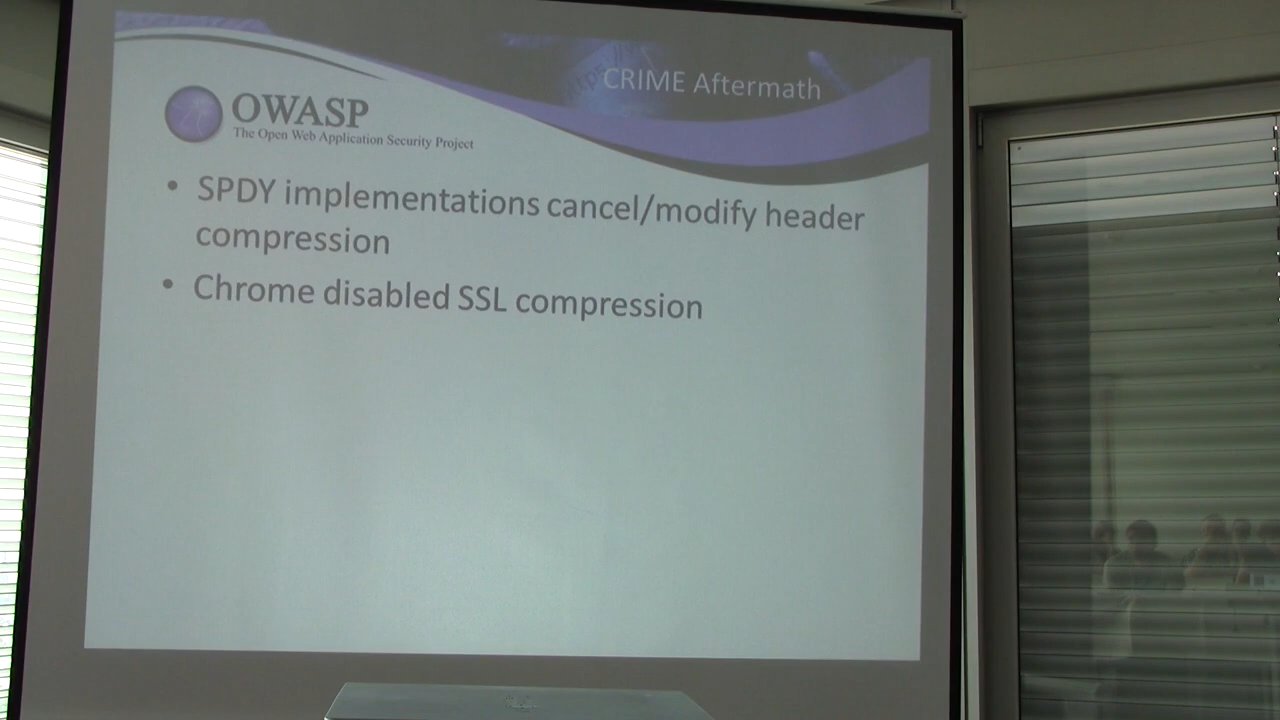 CRIME Aftermath
OWASP
The Open Web Application Security Project
• SPDY implementations cancel/modify header
compression
• Chrome disabled SSL compression